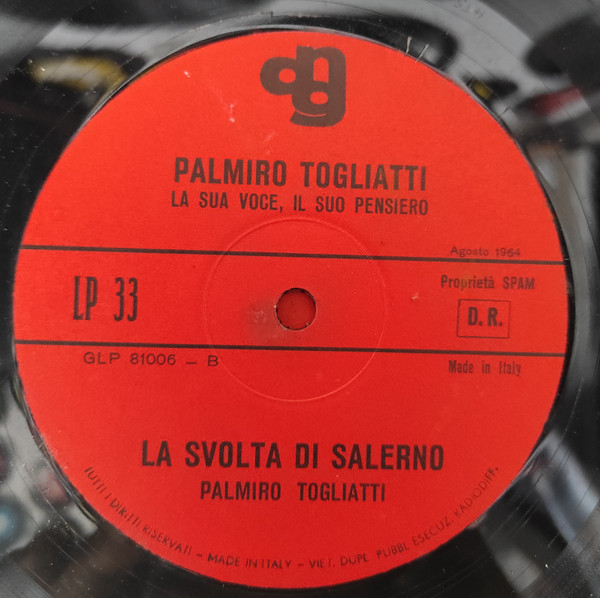 dng
PALMIRO TOGLIATTI
LA SUA VOCE, IL SUO PENSIERO
Agosto 1964
LP 33
Proprietà SPAM
D.R.
GLP 81006 – B
Made in Italy
LA SVOLTA DI SALERNO
PALMIRO TOGLIATTI
TUTTI I DIRITTI RISERVATI – MADE IN ITALY – VIET. DUPL. PUBBL. ESECUZ. RADIODIFF.